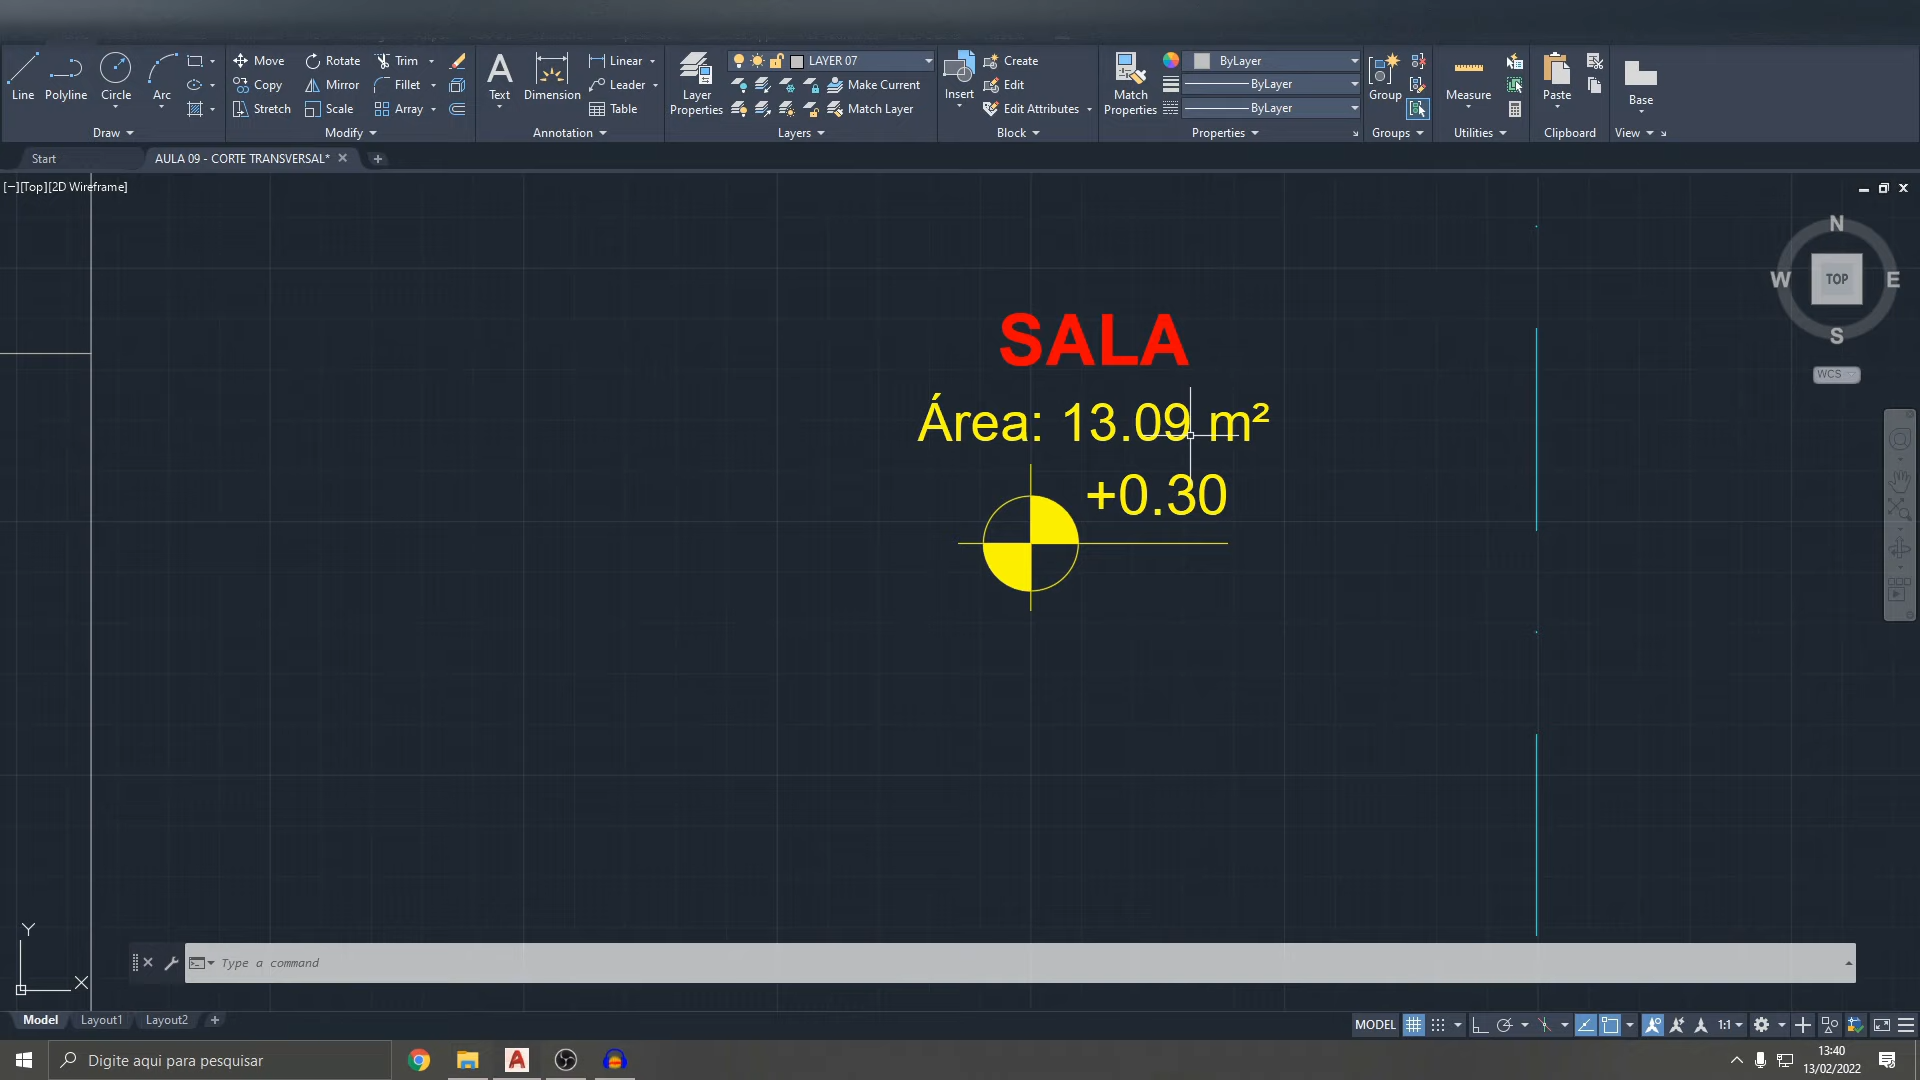 Line
Polyline
Circle
Arc
Move
Copy
Stretch
Rotate
Mirror
Scale
Trim
Fillet
Array
Text
Dimension
Linear
Leader
Table
Layer
Properties
LAYER 07
Make Current
Match Layer
Insert
Create
Edit
Edit Attributes
Match
Properties
ByLayer
ByLayer
ByLayer
Group
Measure
Paste
Base
Draw
Modify
Annotation
Layers
Block
Properties
Groups
Utilities
Clipboard
View
Start
AULA 09 - CORTE TRANSVERSAL*
[−][Top][2D Wireframe]
N
W
TOP
E
S
WCS
SALA
Área: 13.09 m²
+0.30
Y
X
Type a command
Model
Layout1
Layout2
MODEL
1:1
Digite aqui para pesquisar
13:40
13/02/2022